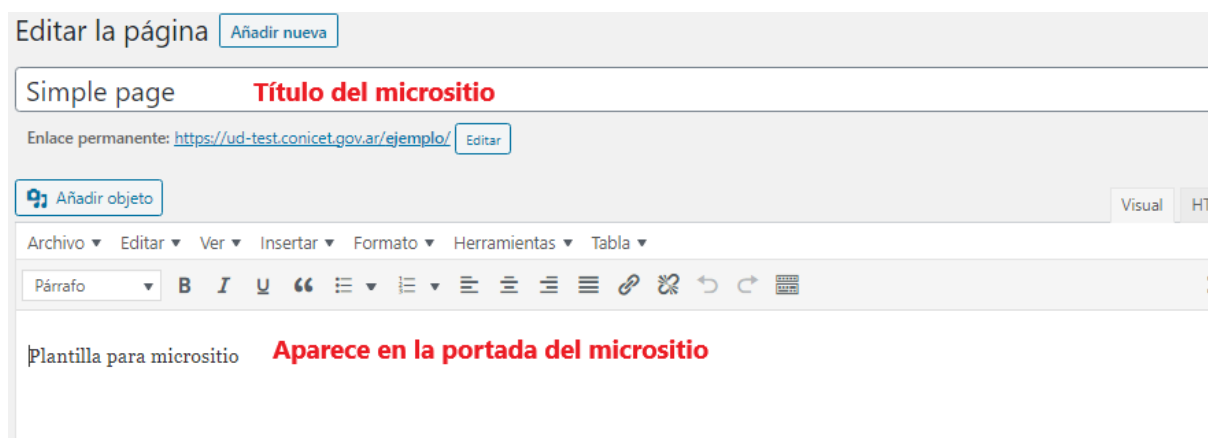 Editar la página Añadir nueva
Simple page Título del micrositio
Enlace permanente: https://ud-test.conicet.gov.ar/ejemplo/ Editar
Añadir objeto
Visual HT
Archivo Editar Ver Insertar Formato Herramientas Tabla
Párrafo B I U
Plantilla para micrositio Aparece en la portada del micrositio